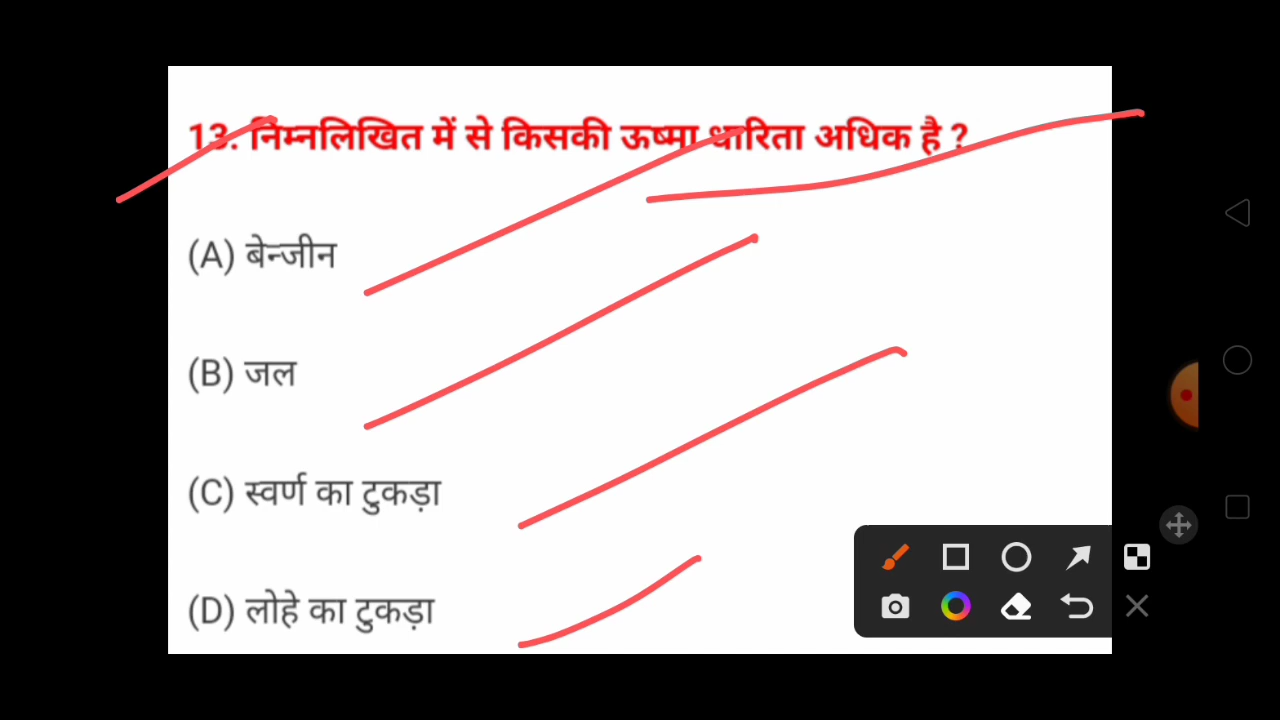 13. निम्नलिखित में से किसकी ऊष्मा धारिता अधिक है ?
(A) बेन्जीन
(B) जल
(C) स्वर्ण का टुकड़ा
(D) लोहे का टुकड़ा